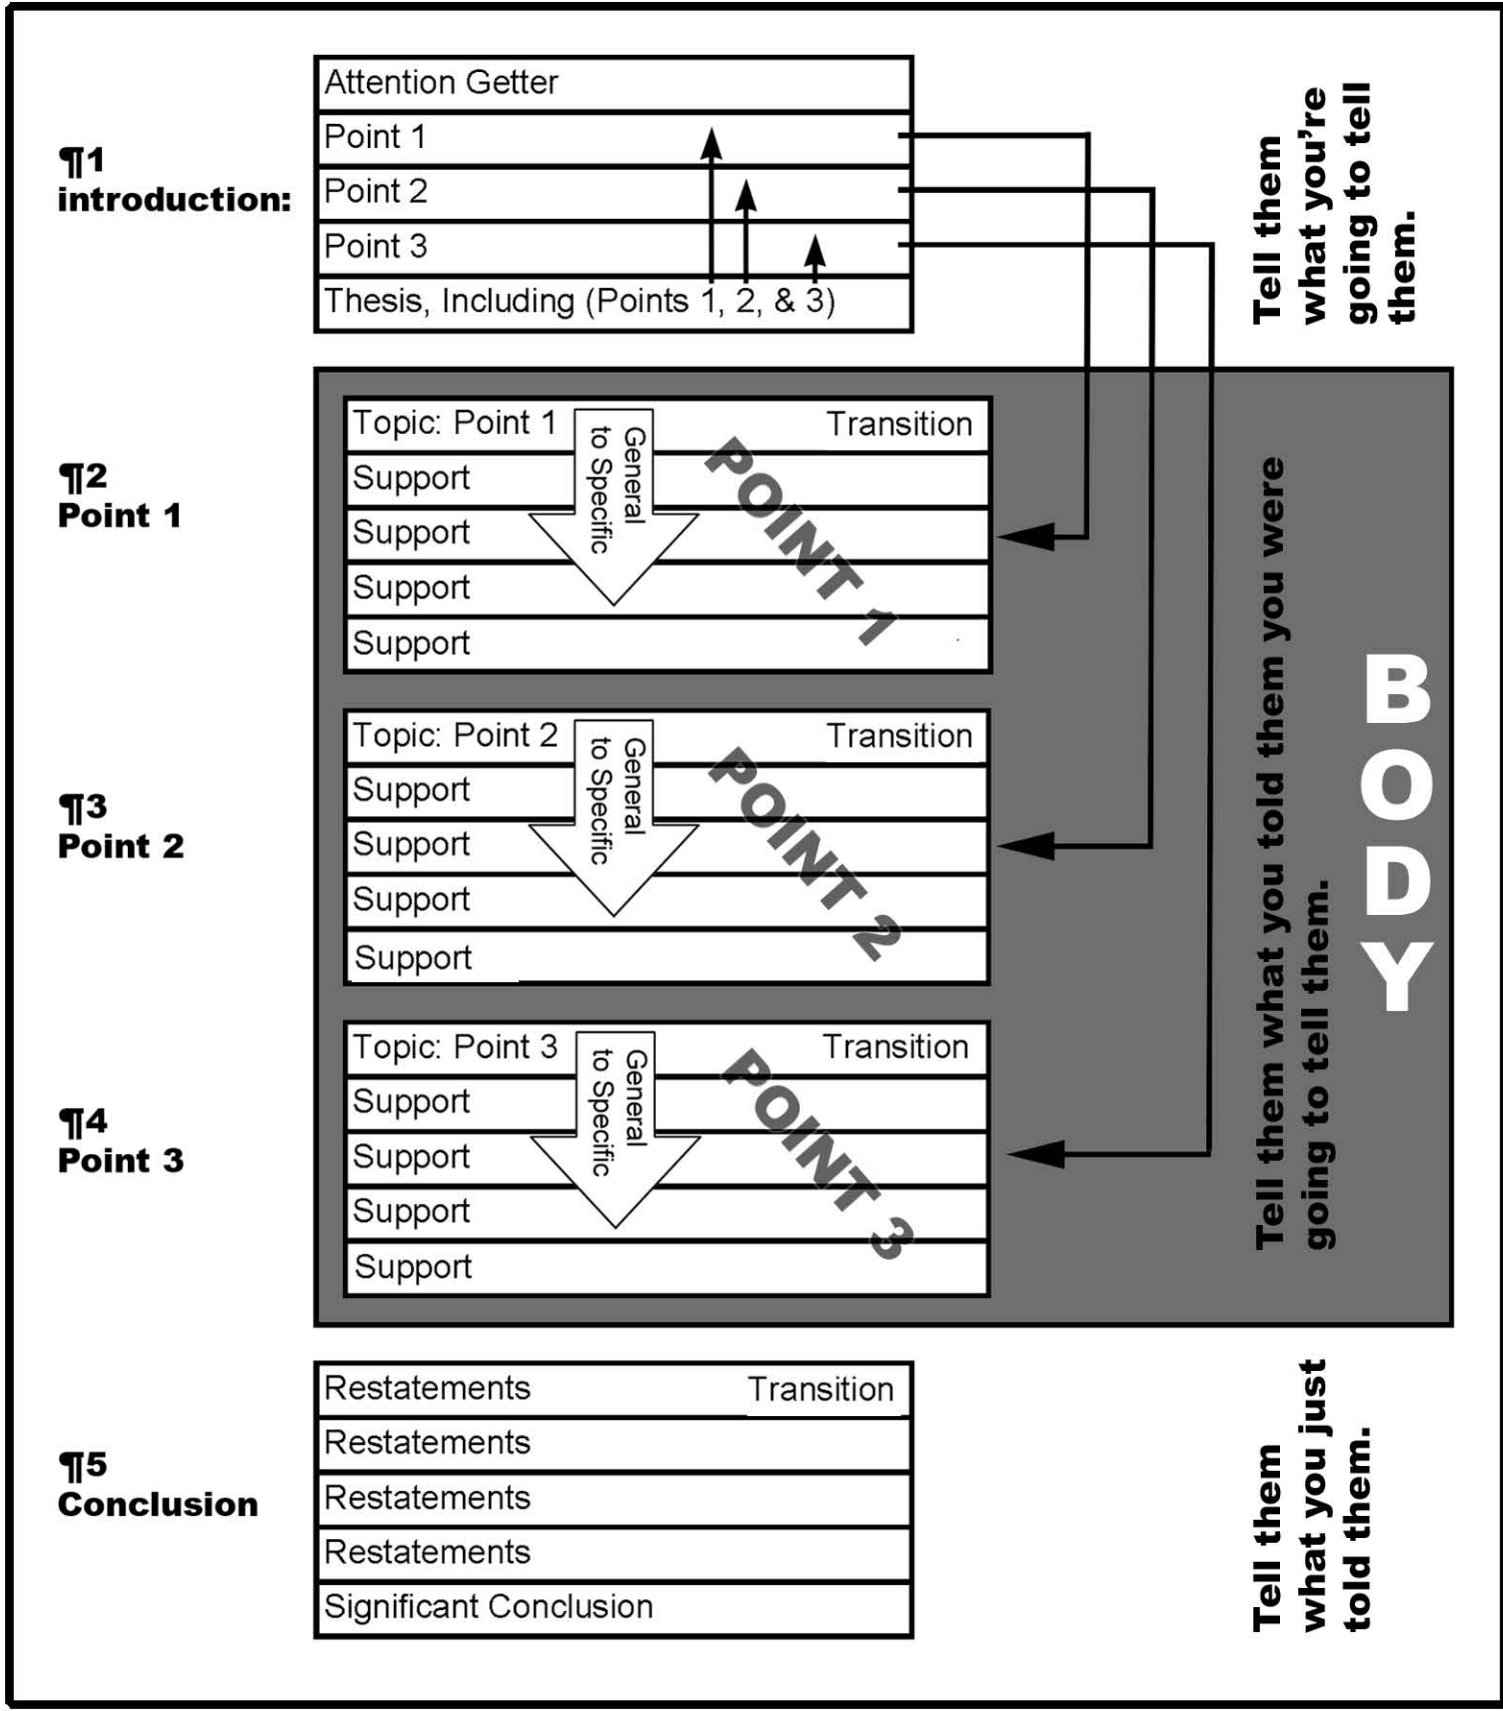 ¶1
introduction:
Attention Getter
Point 1
Point 2
Point 3
Thesis, Including (Points 1, 2, & 3)
Tell them
what you're
going to tell
them.
¶2
Point 1
Topic: Point 1 Transition
Support
Support
Support
Support
General
to Specific
POINT 1
¶3
Point 2
Topic: Point 2 Transition
Support
Support
Support
Support
General
to Specific
POINT 2
¶4
Point 3
Topic: Point 3 Transition
Support
Support
Support
Support
General
to Specific
POINT 3
Tell them what you told them you were
going to tell them.
BODY
¶5
Conclusion
Restatements Transition
Restatements
Restatements
Restatements
Significant Conclusion
Tell them
what you just
told them.